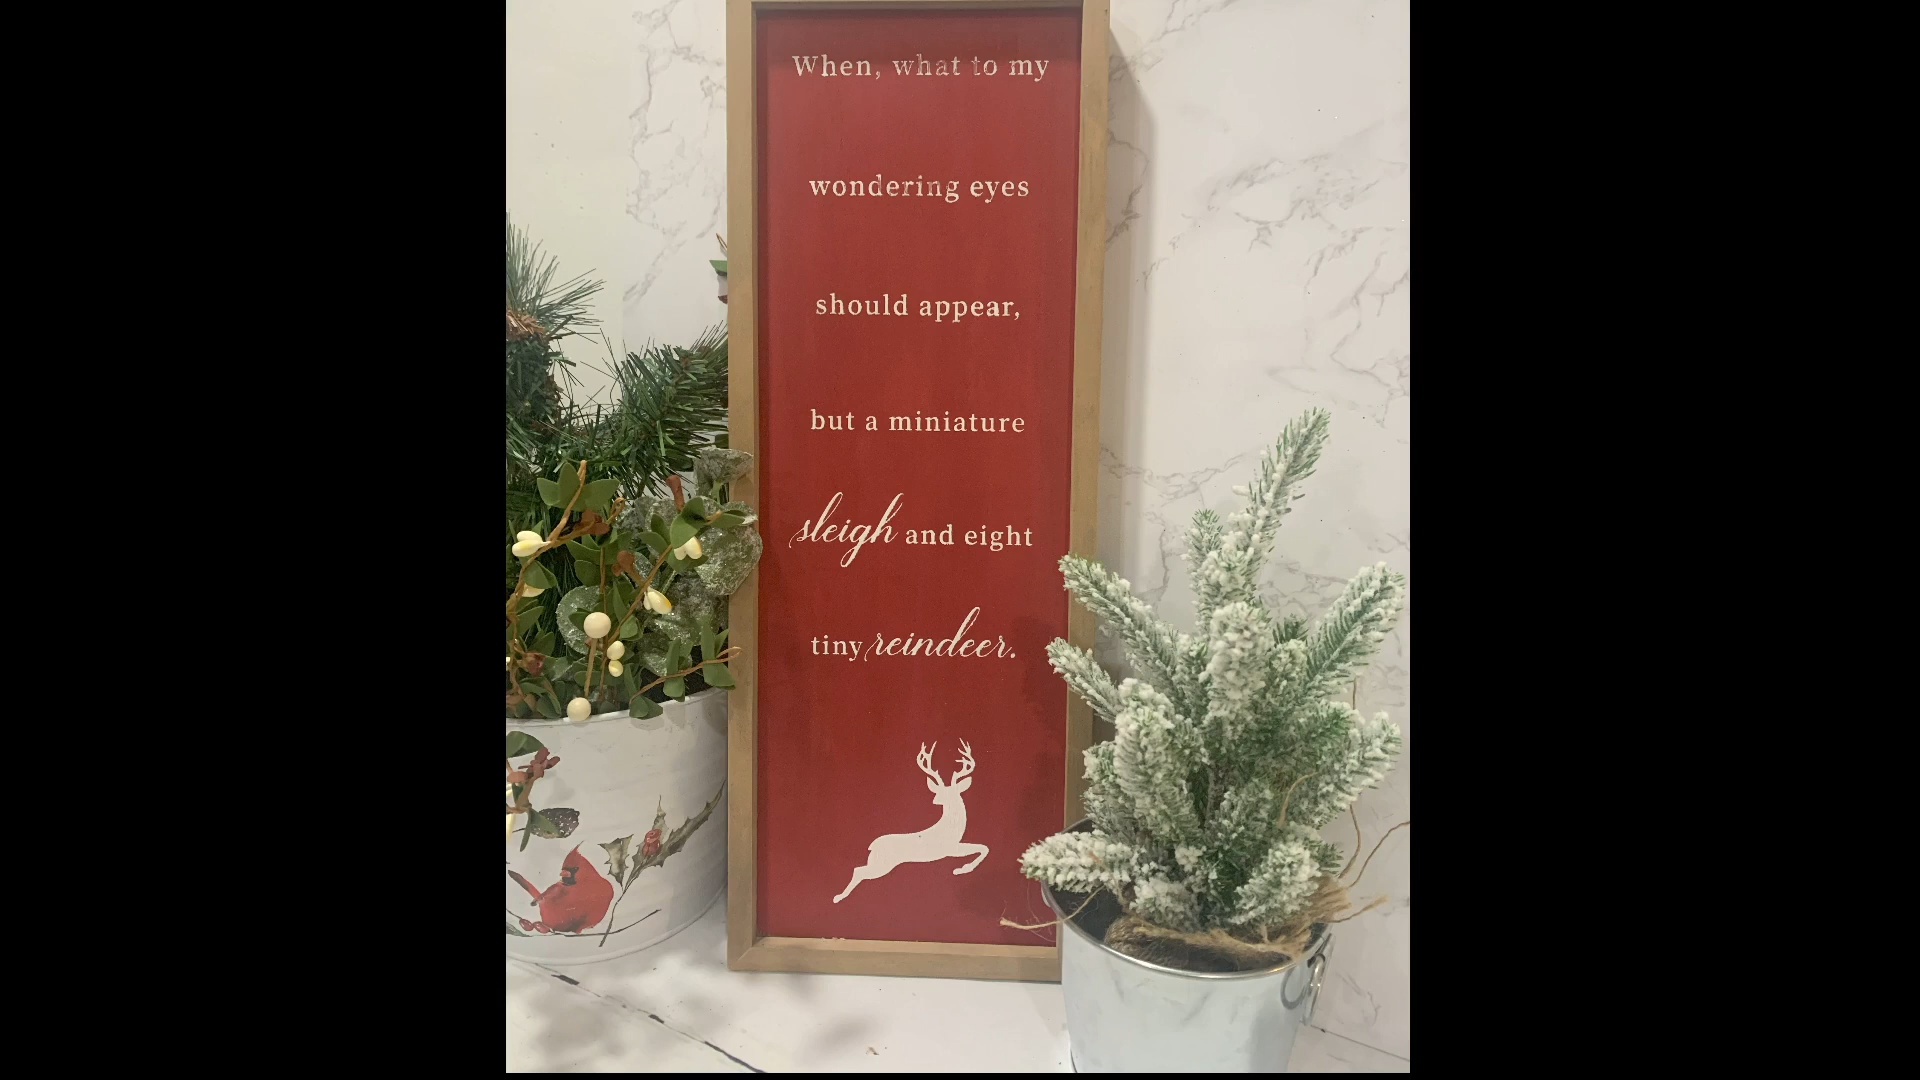 When, what to my
wondering eyes
should appear,
but a miniature
sleigh and eight
tiny reindeer.